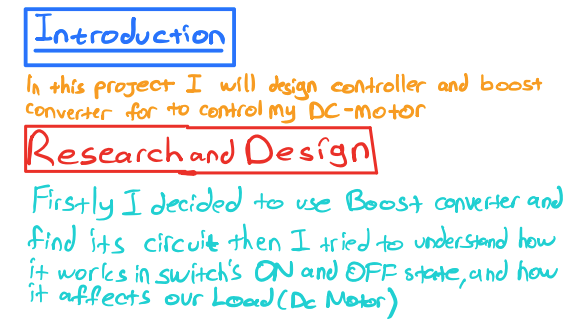 Introduction
In this project I will design controller and boost
converter for to control my DC-motor
Research and Design
Firstly I decided to use Boost converter and
find its circuit then I tried to understand how
it works in switch's ON and OFF state, and how
it affects our Load (Dc Motor)